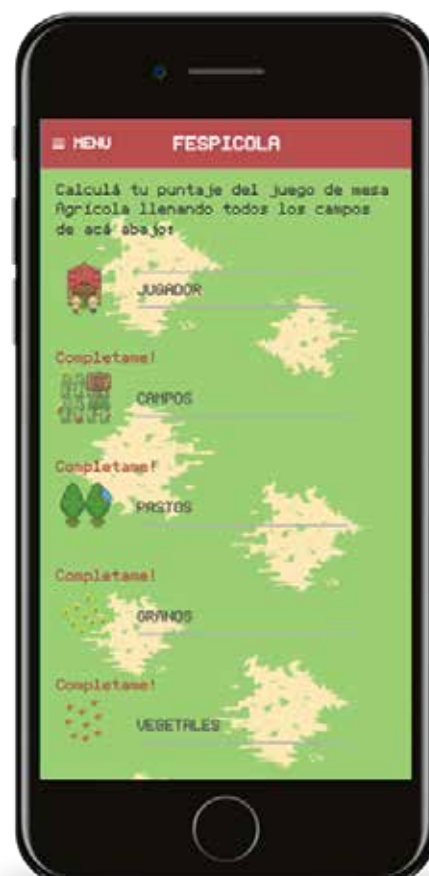 ≡ MENU FESPICOLA
Calculá tu puntaje del juego de mesa
Agrícola llenando todos los campos
de acá abajo:
JUGADOR
Completame!
CAMPOS
Completame!
PASTOS
Completame!
GRANOS
Completame!
VEGETALES